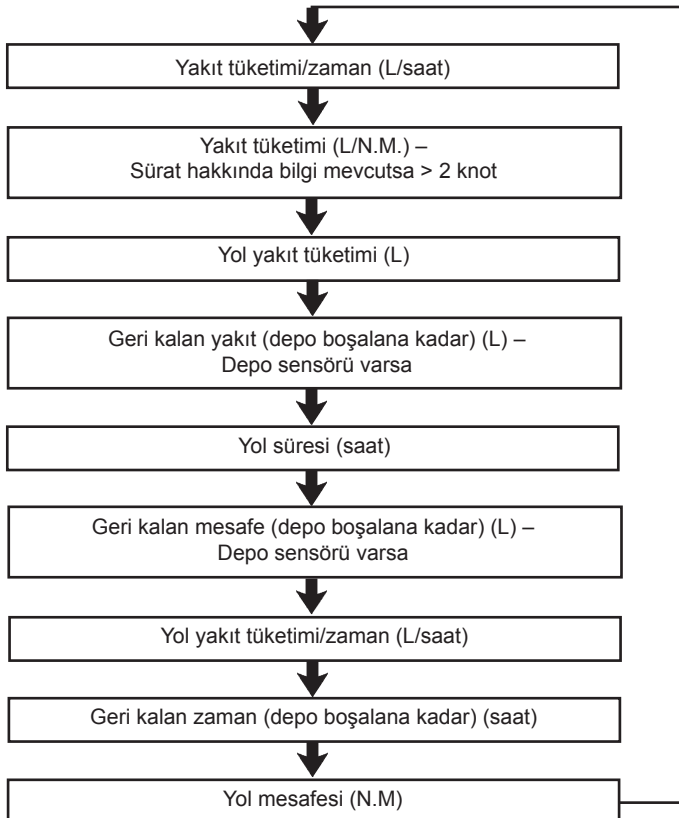 Yakıt tüketimi/zaman (L/saat)
Yakıt tüketimi (L/N.M.) –
Sürat hakkında bilgi mevcutsa > 2 knot
Yol yakıt tüketimi (L)
Geri kalan yakıt (depo boşalana kadar) (L) –
Depo sensörü varsa
Yol süresi (saat)
Geri kalan mesafe (depo boşalana kadar) (L) –
Depo sensörü varsa
Yol yakıt tüketimi/zaman (L/saat)
Geri kalan zaman (depo boşalana kadar) (saat)
Yol mesafesi (N.M)